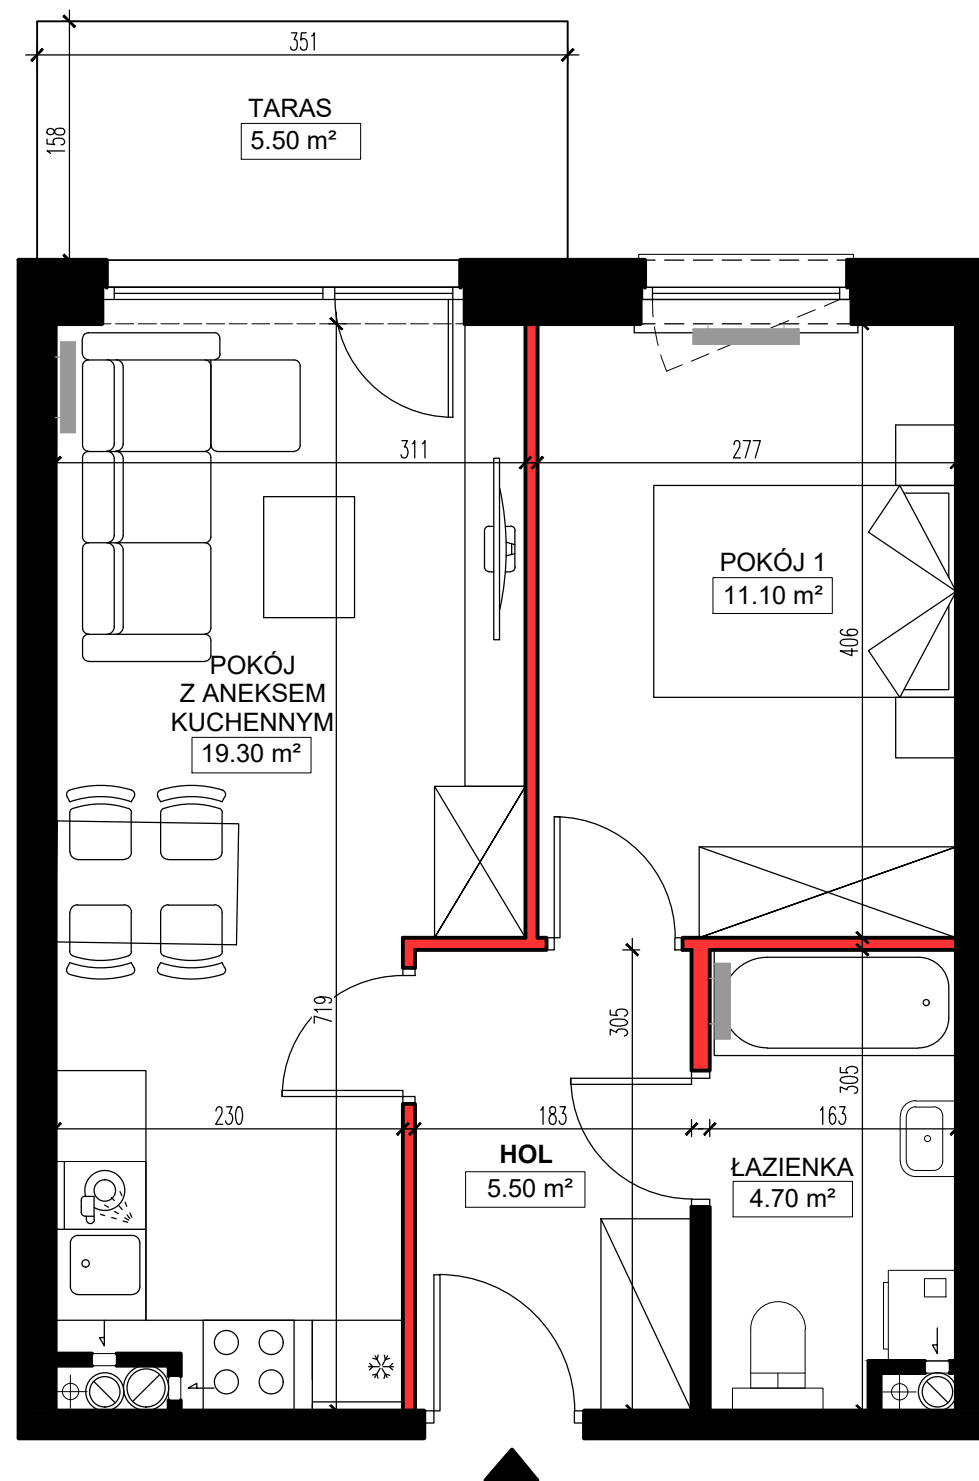 351
158
TARAS
5.50 m²
311
277
POKÓJ 1
11.10 m²
406
POKÓJ
Z ANEKSEM
KUCHENNYM
19.30 m²
719
305
305
230
183
163
HOL
5.50 m²
ŁAZIENKA
4.70 m²